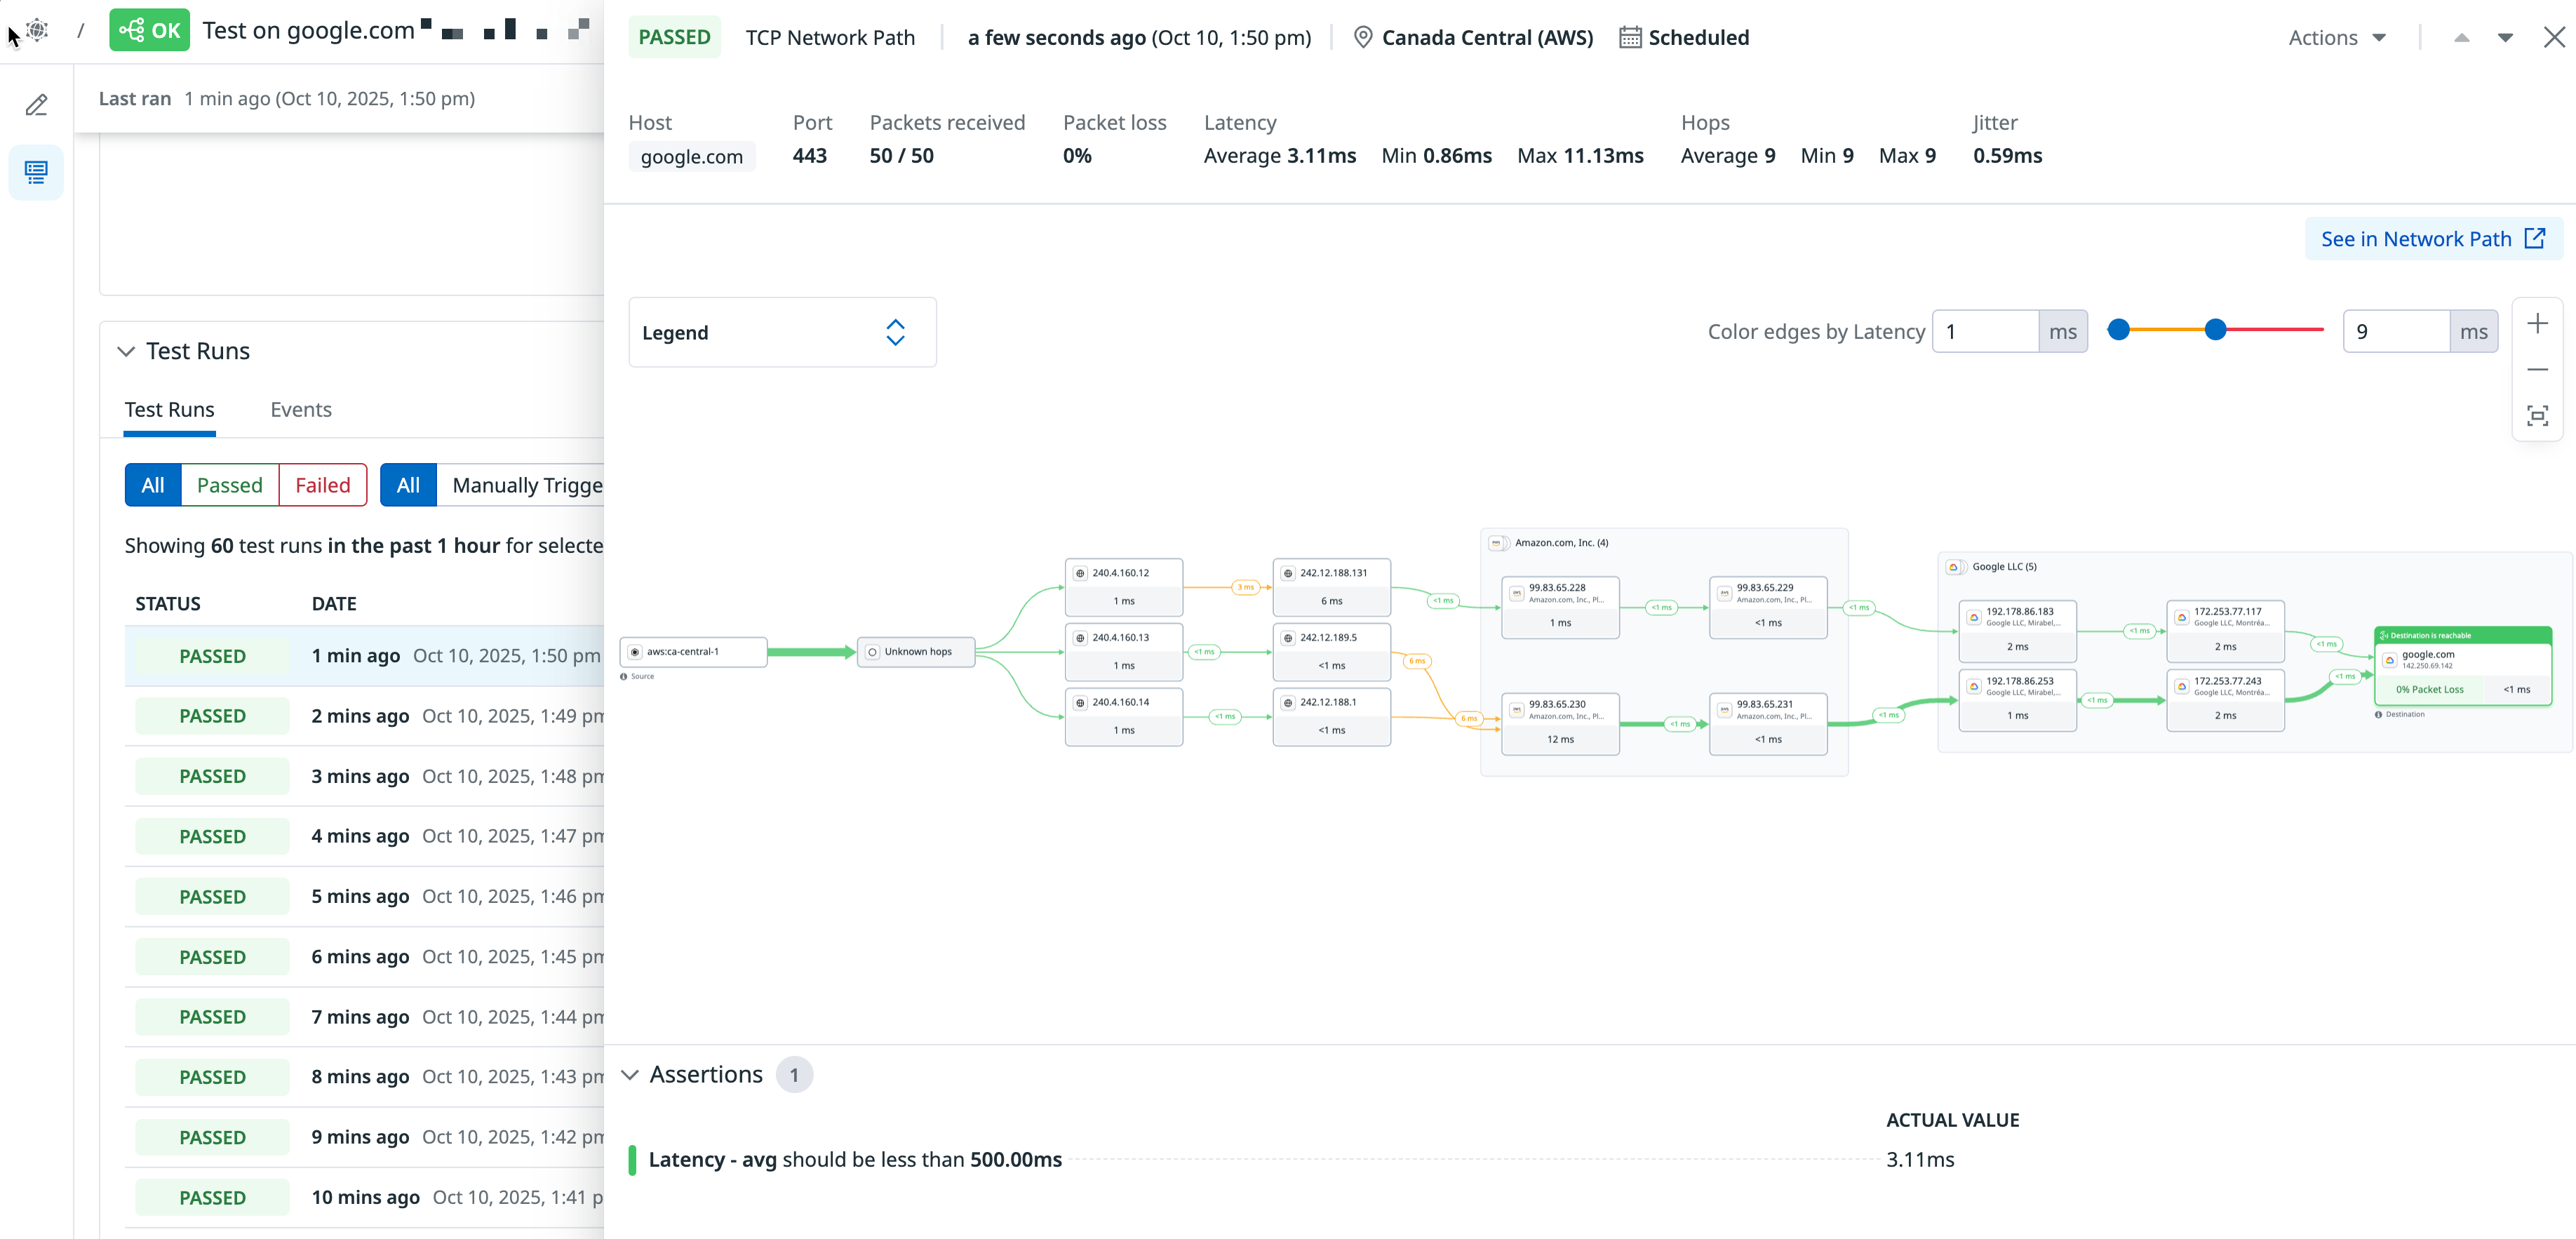 / OK Test on google.com
Last ran 1 min ago (Oct 10, 2025, 1:50 pm)
Test Runs
Test Runs Events
All Passed Failed All Manually Trigge
Showing 60 test runs in the past 1 hour for selecte
STATUS DATE
PASSED 1 min ago Oct 10, 2025, 1:50 pm
PASSED 2 mins ago Oct 10, 2025, 1:49 pm
PASSED 3 mins ago Oct 10, 2025, 1:48 pm
PASSED 4 mins ago Oct 10, 2025, 1:47 pm
PASSED 5 mins ago Oct 10, 2025, 1:46 pm
PASSED 6 mins ago Oct 10, 2025, 1:45 pm
PASSED 7 mins ago Oct 10, 2025, 1:44 pm
PASSED 8 mins ago Oct 10, 2025, 1:43 pm
PASSED 9 mins ago Oct 10, 2025, 1:42 pm
PASSED 10 mins ago Oct 10, 2025, 1:41 p
PASSED TCP Network Path a few seconds ago (Oct 10, 1:50 pm) Canada Central (AWS) Scheduled Actions
Host Port Packets received Packet loss Latency Hops Jitter
google.com 443 50 / 50 0% Average 3.11ms Min 0.86ms Max 11.13ms Average 9 Min 9 Max 9 0.59ms
See in Network Path
Legend
Color edges by Latency 1 ms 9 ms
aws:ca-central-1
Source
Unknown hops
240.4.160.12
1 ms
240.4.160.13
1 ms
240.4.160.14
1 ms
3 ms
<1 ms
<1 ms
242.12.188.131
6 ms
242.12.189.5
<1 ms
242.12.188.1
<1 ms
<1 ms
6 ms
6 ms
Amazon.com, Inc. (4)
99.83.65.228
Amazon.com, Inc., Pl...
1 ms
<1 ms
99.83.65.229
Amazon.com, Inc., Pl...
<1 ms
99.83.65.230
Amazon.com, Inc., Pl...
12 ms
<1 ms
99.83.65.231
Amazon.com, Inc., Pl...
<1 ms
<1 ms
<1 ms
Google LLC (5)
192.178.86.183
Google LLC, Mirabel,...
2 ms
<1 ms
172.253.77.117
Google LLC, Montréa...
2 ms
<1 ms
192.178.86.253
Google LLC, Mirabel,...
1 ms
<1 ms
172.253.77.243
Google LLC, Montréa...
2 ms
<1 ms
Destination is reachable
google.com
142.250.69.142
0% Packet Loss <1 ms
Destination
Assertions 1
ACTUAL VALUE
Latency - avg should be less than 500.00ms 3.11ms